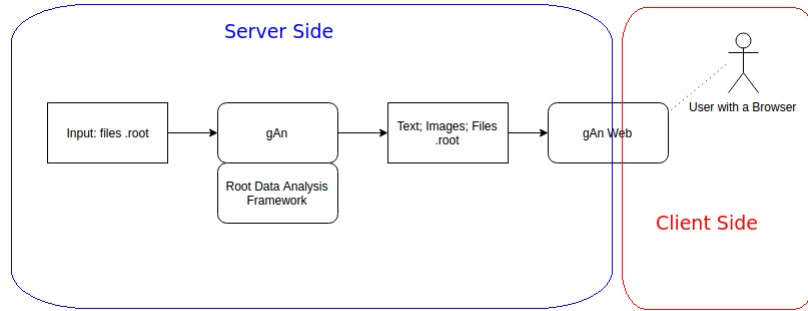 Server Side
Input: files .root
gAn
Root Data Analysis
Framework
Text; Images; Files
.root
gAn Web
User with a Browser
Client Side